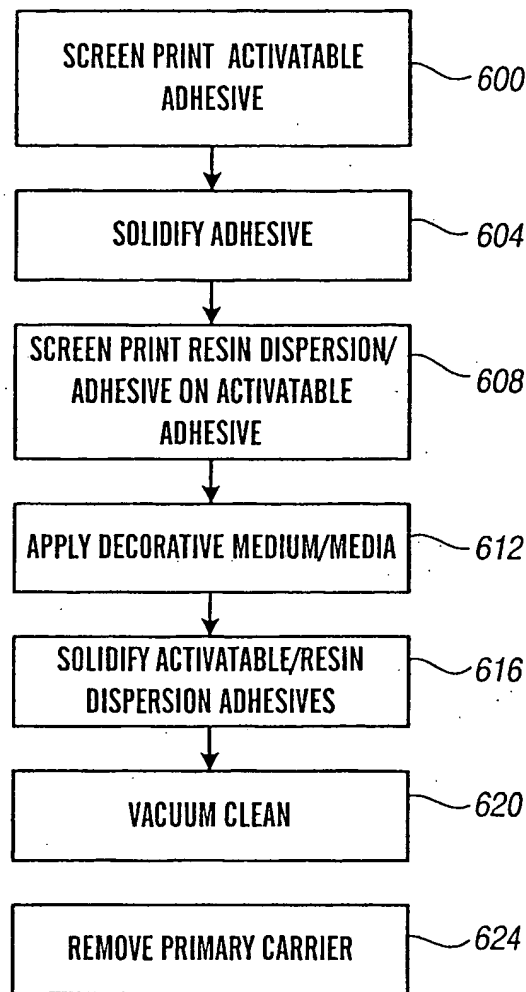 SCREEN PRINT ACTIVATABLE
ADHESIVE
600
SOLIDIFY ADHESIVE
604
SCREEN PRINT RESIN DISPERSION/
ADHESIVE ON ACTIVATABLE
ADHESIVE
608
APPLY DECORATIVE MEDIUM/MEDIA
612
SOLIDIFY ACTIVATABLE/RESIN
DISPERSION ADHESIVES
616
VACUUM CLEAN
620
REMOVE PRIMARY CARRIER
624